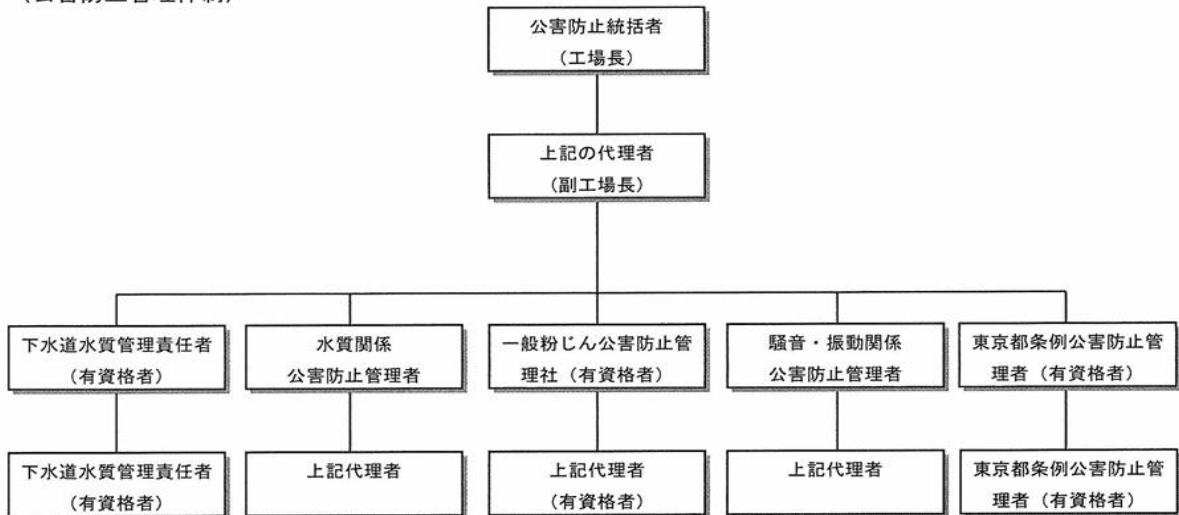 公害防止統括者
（工場長）
上記の代理者
（副工場長）
下水道水質管理責任者
（有資格者）
水質関係
公害防止管理者
一般粉じん公害防止管
理社（有資格者）
騒音・振動関係
公害防止管理者
東京都条例公害防止管
理者（有資格者）
下水道水質管理責任者
（有資格者）
上記代理者
上記代理者
（有資格者）
上記代理者
東京都条例公害防止管
理者（有資格者）